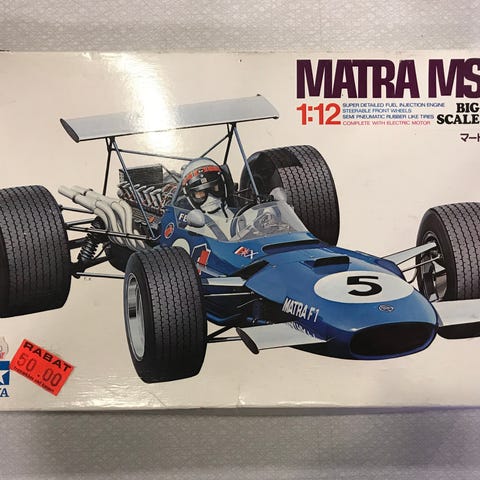 MATRA MS
1:12
SUPER DETAILED FUEL INJECTION ENGINE
STEERABLE FRONT WHEELS
SEMI PNEUMATIC RUBBER LIKE TIRES
COMPLETE WITH ELECTRIC MOTOR
BIG
SCALE
マート
5
MATRA F1
RABAT
50.00
YA